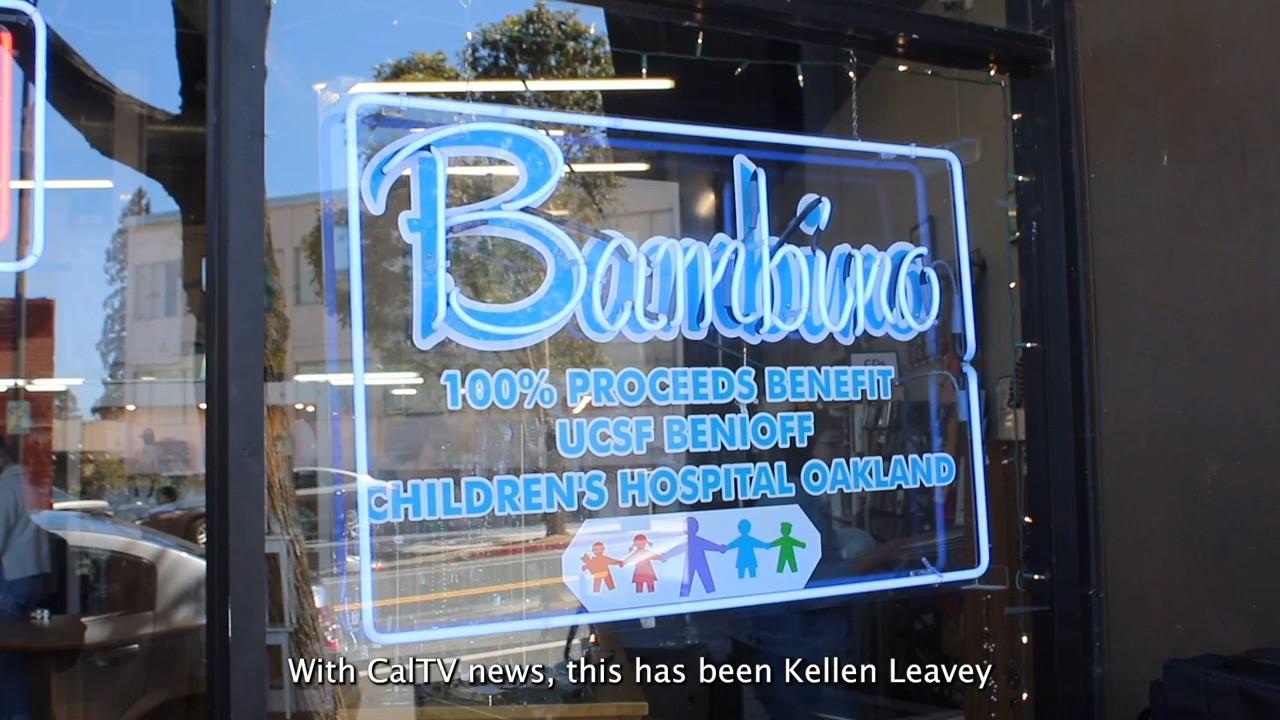 Bambino
100% PROCEEDS BENEFIT
UCSF BENIOFF
CHILDREN'S HOSPITAL OAKLAND
With CalTV news, this has been Kellen Leavey